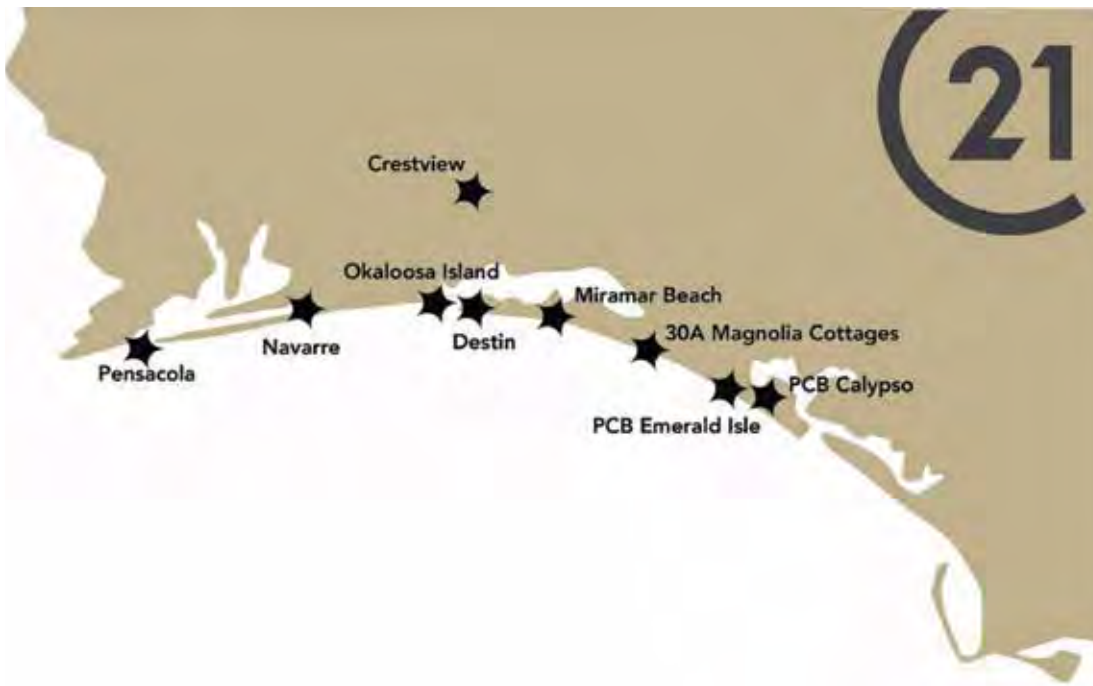 21
Crestview
Okaloosa Island
Miramar Beach
Navarre
Destin
30A Magnolia Cottages
Pensacola
PCB Calypso
PCB Emerald Isle